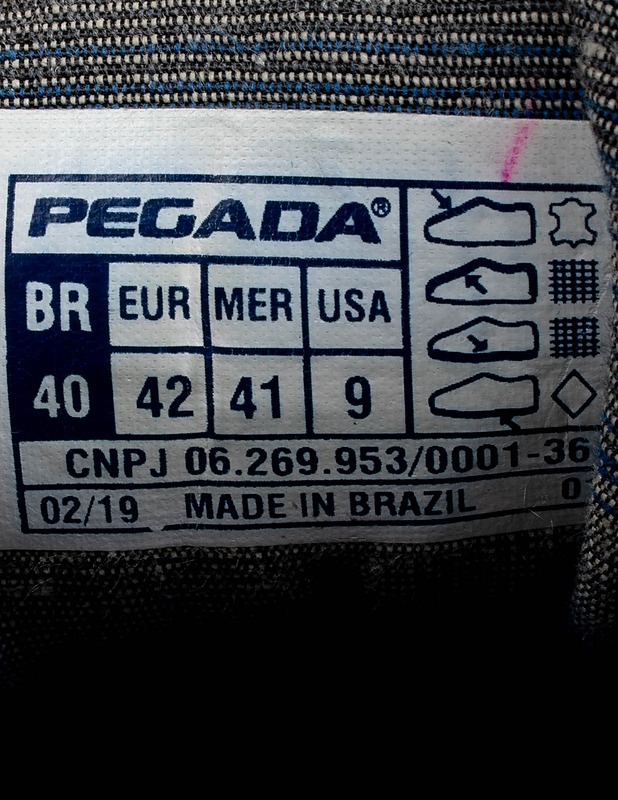 PEGADA®
BR EUR MER USA
40 42 41 9
CNPJ 06.269.953/0001-36
02/19 MADE IN BRAZIL 0